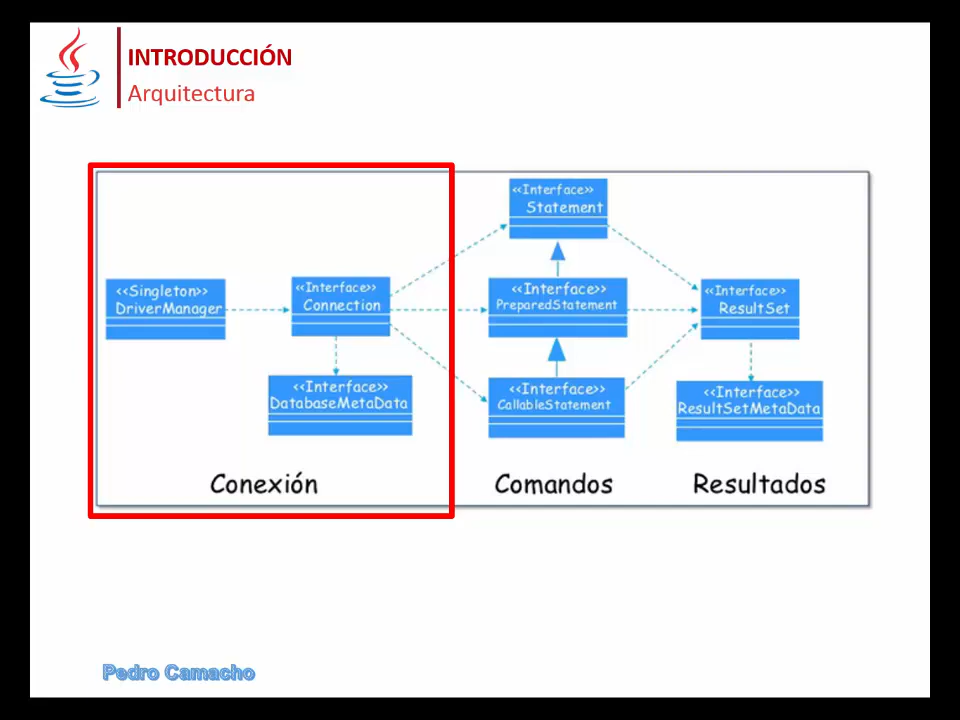 INTRODUCCIÓN
Arquitectura
<<Singleton>>
DriverManager
<<Interface>>
Connection
<<Interface>>
DatabaseMetaData
Conexión
<<Interface>>
Statement
<<Interface>>
PreparedStatement
<<Interface>>
CallableStatement
Comandos
<<Interface>>
ResultSet
<<Interface>>
ResultSetMetaData
Resultados
Pedro Camacho